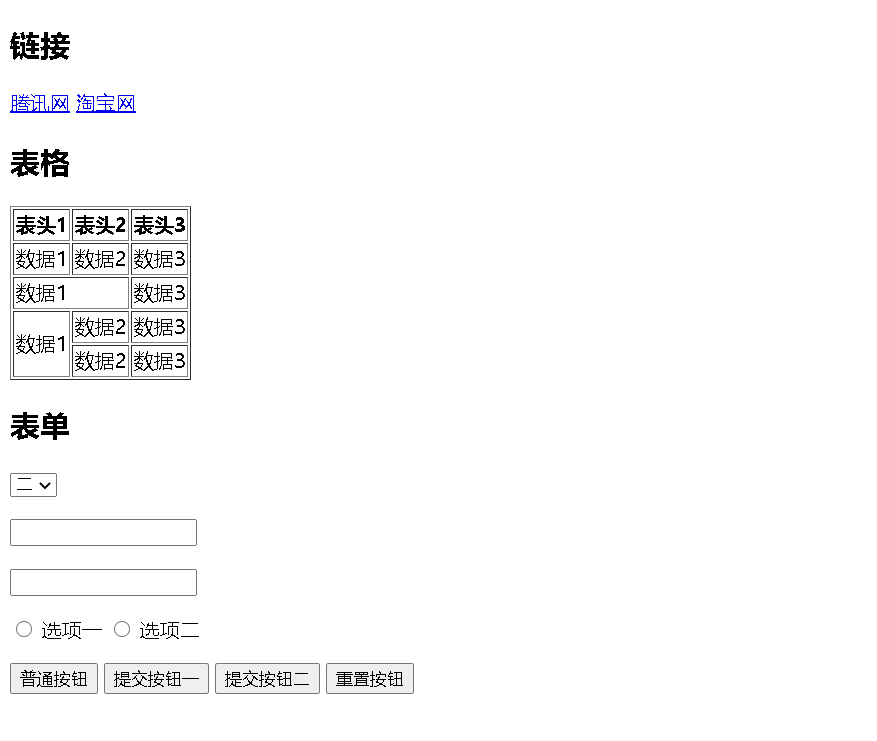 链接
腾讯网 淘宝网
表格
表头1 表头2 表头3
数据1 数据2 数据3
数据1 数据3
数据1 数据2 数据3
数据2 数据3
表单
二
选项一 选项二
普通按钮 提交按钮一 提交按钮二 重置按钮